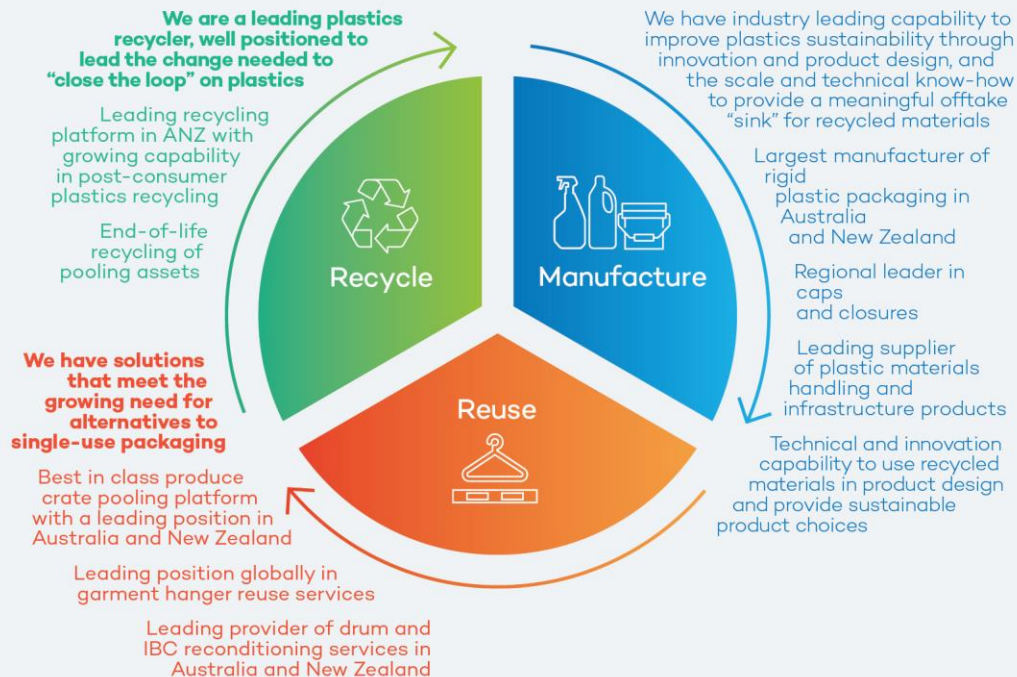 We are a leading plastics
recycler, well positioned to
lead the change needed to
“close the loop” on plastics
Leading recycling
platform in ANZ with
growing capability
in post-consumer
plastics recycling
End-of-life
recycling of
pooling assets
Recycle
We have industry leading capability to
improve plastics sustainability through
innovation and product design, and
the scale and technical know-how
to provide a meaningful offtake
“sink” for recycled materials
Largest manufacturer of
rigid
plastic packaging in
Australia
and New Zealand
Regional leader in
caps
and closures
Leading supplier
of plastic materials
handling and
infrastructure products
Technical and innovation
capability to use recycled
materials in product design
and provide sustainable
product choices
Manufacture
We have solutions
that meet the
growing need for
alternatives to
single-use packaging
Best in class produce
crate pooling platform
with a leading position in
Australia and New Zealand
Leading position globally in
garment hanger reuse services
Leading provider of drum and
IBC reconditioning services in
Australia and New Zealand
Reuse